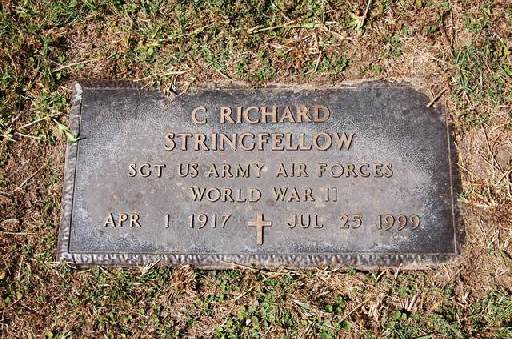 C RICHARD
STRINGFELLOW
SGT US ARMY AIR FORCES
WORLD WAR II
APR 1 1917 JUL 25 1999